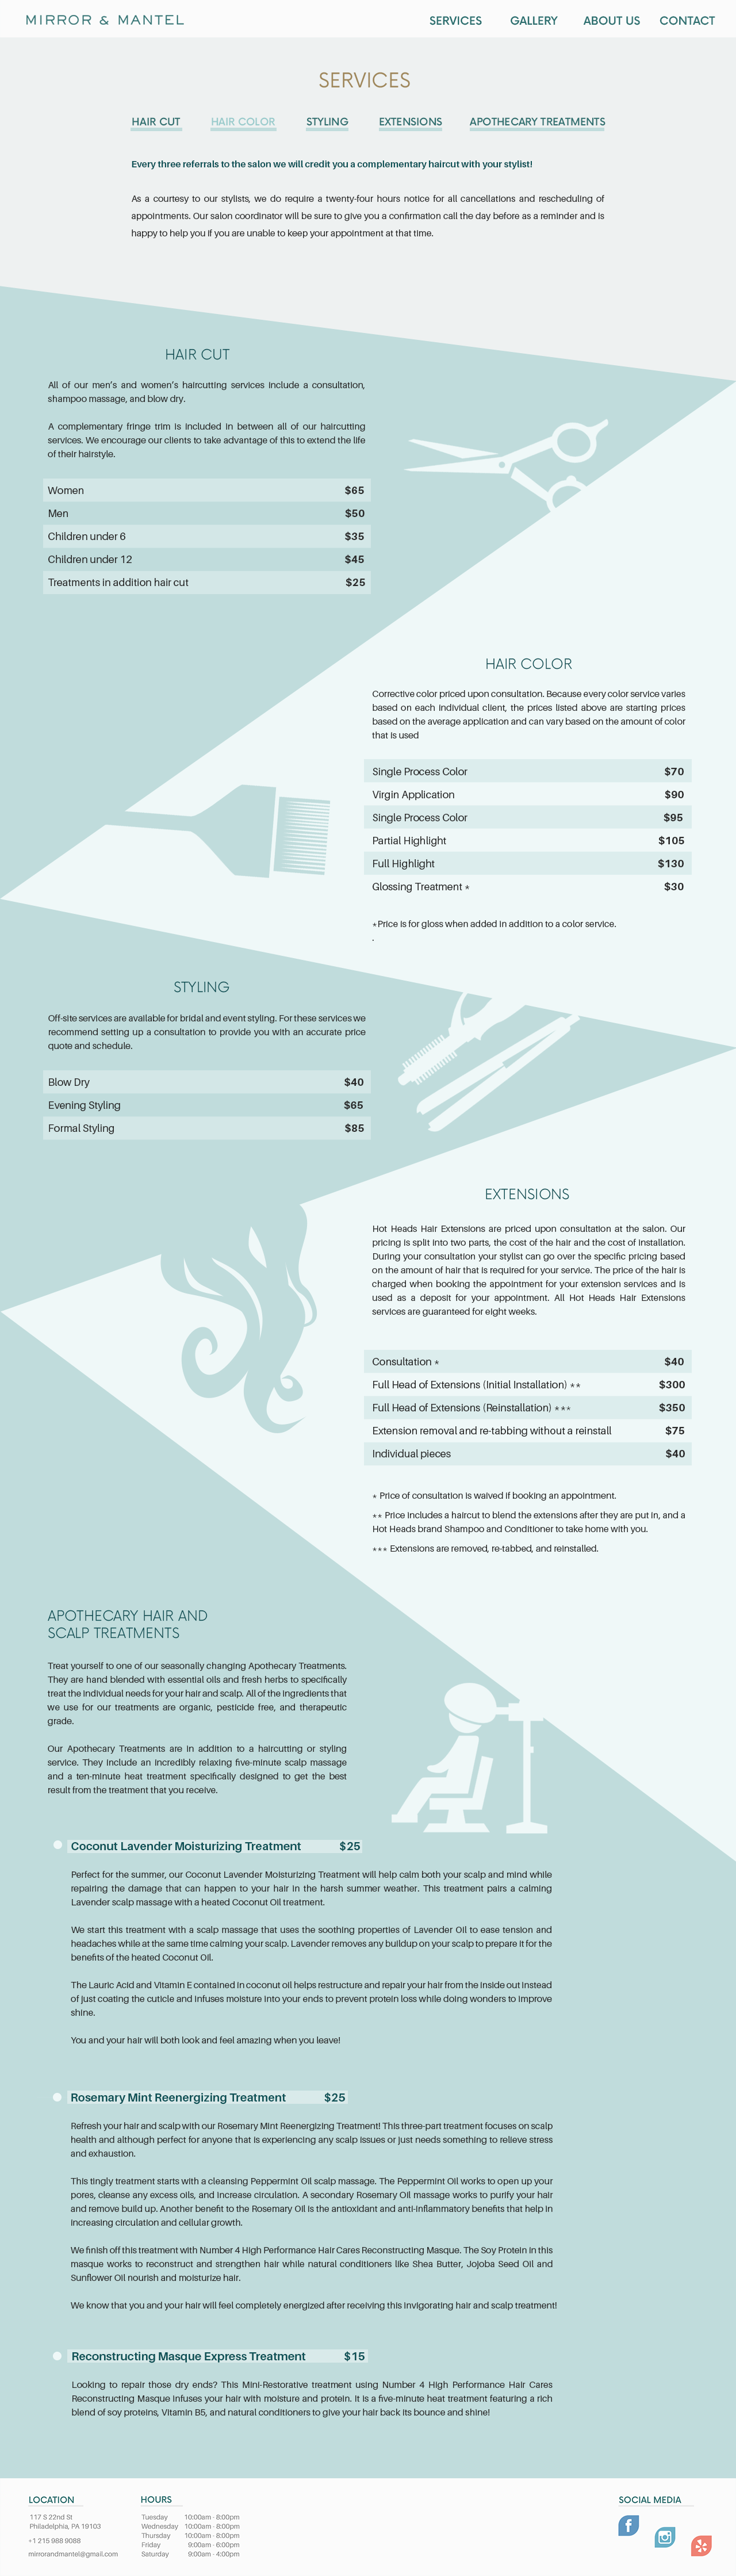 MIRROR & MANTEL
SERVICES GALLERY ABOUT US CONTACT
SERVICES
HAIR CUT HAIR COLOR STYLING EXTENSIONS APOTHECARY TREATMENTS
Every three referrals to the salon we will credit you a complementary haircut with your stylist!
As a courtesy to our stylists, we do require a twenty-four hours notice for all cancellations and rescheduling of
appointments. Our salon coordinator will be sure to give you a confirmation call the day before as a reminder and is
happy to help you if you are unable to keep your appointment at that time.
HAIR CUT
All of our men's and women's haircutting services include a consultation,
shampoo massage, and blow dry.
A complementary fringe trim is included in between all of our haircutting
services. We encourage our clients to take advantage of this to extend the life
of their hairstyle.
Women $65
Men $50
Children under 6 $35
Children under 12 $45
Treatments in addition hair cut $25
HAIR COLOR
Corrective color priced upon consultation. Because every color service varies
based on each individual client, the prices listed above are starting prices
based on the average application and can vary based on the amount of color
that is used
Single Process Color $70
Virgin Application $90
Single Process Color $95
Partial Highlight $105
Full Highlight $130
Glossing Treatment * $30
*Price is for gloss when added in addition to a color service.
.
STYLING
Off-site services are available for bridal and event styling. For these services we
recommend setting up a consultation to provide you with an accurate price
quote and schedule.
Blow Dry $40
Evening Styling $65
Formal Styling $85
EXTENSIONS
Hot Heads Hair Extensions are priced upon consultation at the salon. Our
pricing is split into two parts, the cost of the hair and the cost of installation.
During your consultation your stylist can go over the specific pricing based
on the amount of hair that is required for your service. The price of the hair is
charged when booking the appointment for your extension services and is
used as a deposit for your appointment. All Hot Heads Hair Extensions
services are guaranteed for eight weeks.
Consultation * $40
Full Head of Extensions (Initial Installation) ** $300
Full Head of Extensions (Reinstallation) *** $350
Extension removal and re-tabbing without a reinstall $75
Individual pieces $40
* Price of consultation is waived if booking an appointment.
** Price includes a haircut to blend the extensions after they are put in, and a
Hot Heads brand Shampoo and Conditioner to take home with you.
*** Extensions are removed, re-tabbed, and reinstalled.
APOTHECARY HAIR AND
SCALP TREATMENTS
Treat yourself to one of our seasonally changing Apothecary Treatments.
They are hand blended with essential oils and fresh herbs to specifically
treat the individual needs for your hair and scalp. All of the ingredients that
we use for our treatments are organic, pesticide free, and therapeutic
grade.
Our Apothecary Treatments are in addition to a haircutting or styling
service. They include an incredibly relaxing five-minute scalp massage
and a ten-minute heat treatment specifically designed to get the best
result from the treatment that you receive.
Coconut Lavender Moisturizing Treatment $25
Perfect for the summer, our Coconut Lavender Moisturizing Treatment will help calm both your scalp and mind while
repairing the damage that can happen to your hair in the harsh summer weather. This treatment pairs a calming
Lavender scalp massage with a heated Coconut Oil treatment.
We start this treatment with a scalp massage that uses the soothing properties of Lavender Oil to ease tension and
headaches while at the same time calming your scalp. Lavender removes any buildup on your scalp to prepare it for the
benefits of the heated Coconut Oil.
The Lauric Acid and Vitamin E contained in coconut oil helps restructure and repair your hair from the inside out instead
of just coating the cuticle and infuses moisture into your ends to prevent protein loss while doing wonders to improve
shine.
You and your hair will both look and feel amazing when you leave!
Rosemary Mint Reenergizing Treatment $25
Refresh your hair and scalp with our Rosemary Mint Reenergizing Treatment! This three-part treatment focuses on scalp
health and although perfect for anyone that is experiencing any scalp issues or just needs something to relieve stress
and exhaustion.
This tingly treatment starts with a cleansing Peppermint Oil scalp massage. The Peppermint Oil works to open up your
pores, cleanse any excess oils, and increase circulation. A secondary Rosemary Oil massage works to purify your hair
and remove build up. Another benefit to the Rosemary Oil is the antioxidant and anti-inflammatory benefits that help in
increasing circulation and cellular growth.
We finish off this treatment with Number 4 High Performance Hair Cares Reconstructing Masque. The Soy Protein in this
masque works to reconstruct and strengthen hair while natural conditioners like Shea Butter, Jojoba Seed Oil and
Sunflower Oil nourish and moisturize hair.
We know that you and your hair will feel completely energized after receiving this invigorating hair and scalp treatment!
Reconstructing Masque Express Treatment $15
Looking to repair those dry ends? This Mini-Restorative treatment using Number 4 High Performance Hair Cares
Reconstructing Masque infuses your hair with moisture and protein. It is a five-minute heat treatment featuring a rich
blend of soy proteins, Vitamin B5, and natural conditioners to give your hair back its bounce and shine!
LOCATION
117 S 22nd St
Philadelphia, PA 19103
+1 215 988 9088
mirrorandmantel@gmail.com
HOURS
Tuesday 10:00am - 8:00pm
Wednesday 10:00am - 8:00pm
Thursday 10:00am - 8:00pm
Friday 9:00am - 6:00pm
Saturday 9:00am - 4:00pm
SOCIAL MEDIA